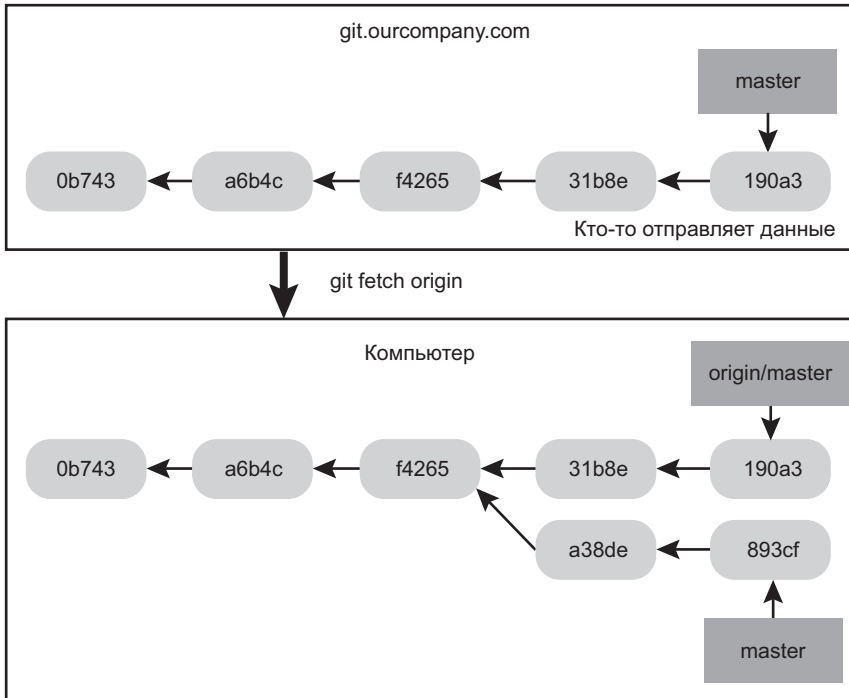 git.ourcompany.com
master
0b743 a6b4c f4265 31b8e 190a3
Кто-то отправляет данные
git fetch origin
Компьютер
origin/master
0b743 a6b4c f4265 31b8e 190a3
a38de 893cf
master